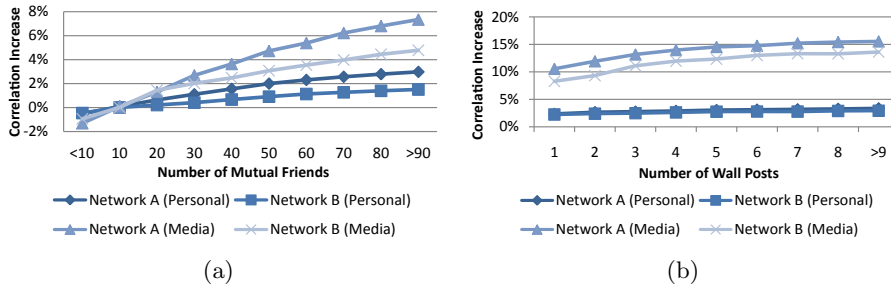 Correlation Increase
8%
6%
4%
2%
0%
-2%
<10 10 20 30 40 50 60 70 80 >90
Number of Mutual Friends
Network A (Personal) Network B (Personal)
Network A (Media) Network B (Media)
(a)
Correlation Increase
20%
15%
10%
5%
0%
1 2 3 4 5 6 7 8 >9
Number of Wall Posts
Network A (Personal) Network B (Personal)
Network A (Media) Network B (Media)
(b)